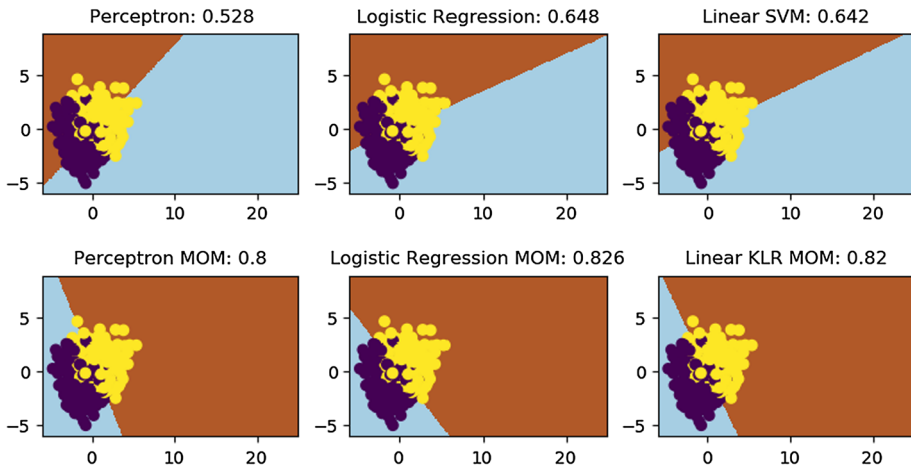 Perceptron: 0.528
Logistic Regression: 0.648
Linear SVM: 0.642
5
0
−5
0 10 20
5
0
−5
0 10 20
5
0
−5
0 10 20
Perceptron MOM: 0.8
Logistic Regression MOM: 0.826
Linear KLR MOM: 0.82
5
0
−5
0 10 20
5
0
−5
0 10 20
5
0
−5
0 10 20